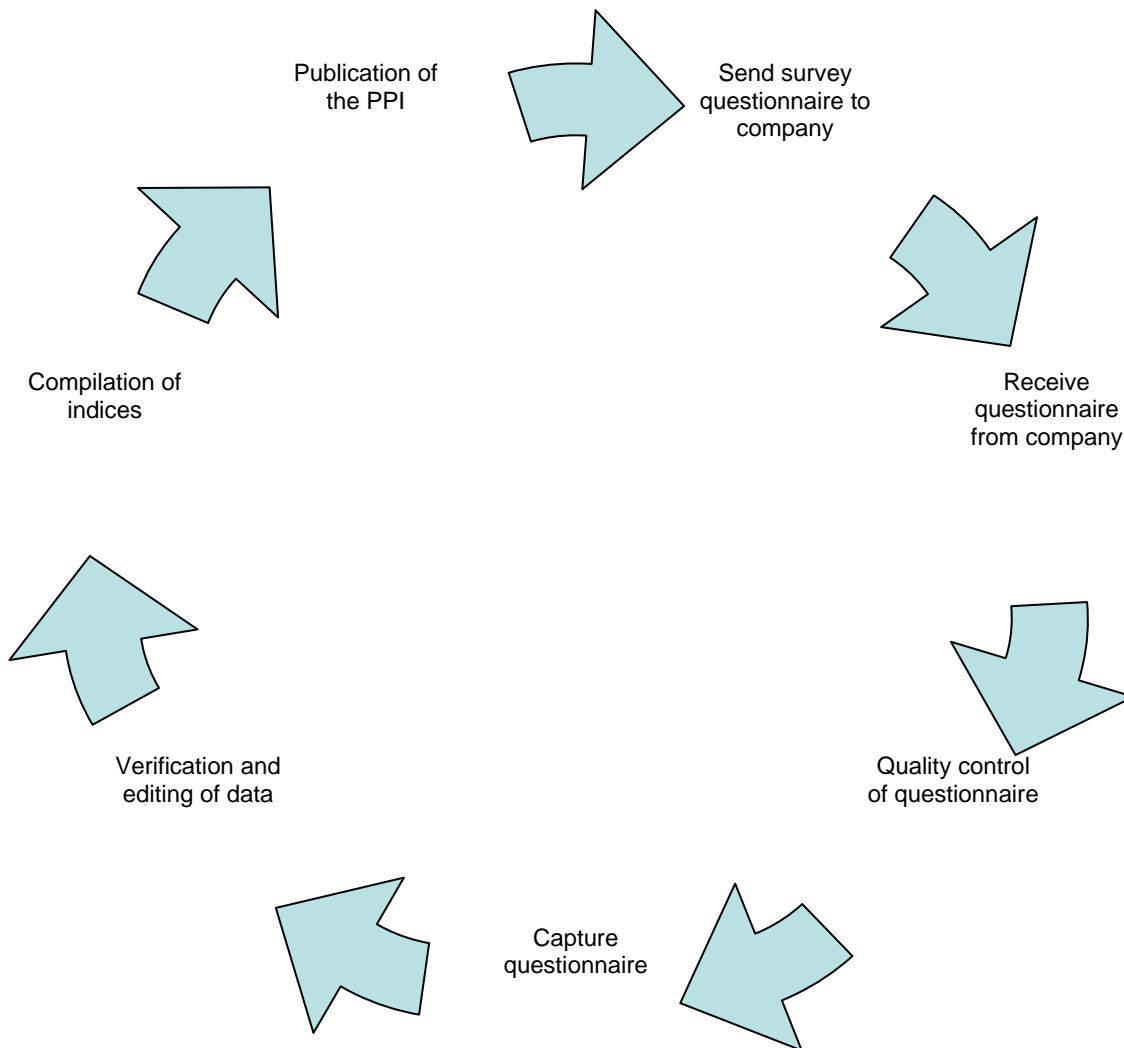 Publication of
the PPI
Send survey
questionnaire to
company
Receive
questionnaire
from company
Quality control
of questionnaire
Capture
questionnaire
Verification and
editing of data
Compilation of
indices